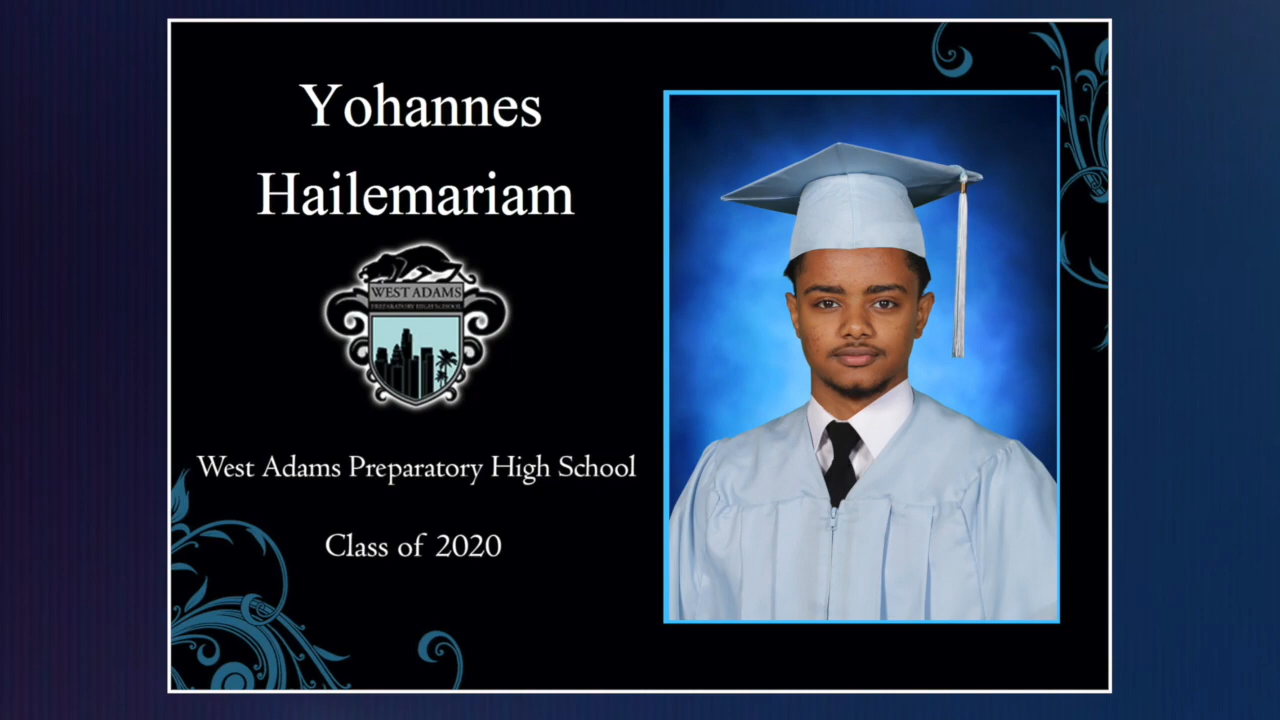 Yohannes
Hailemariam
WEST ADAMS
PREPARATORY HIGH SCHOOL
West Adams Preparatory High School
Class of 2020